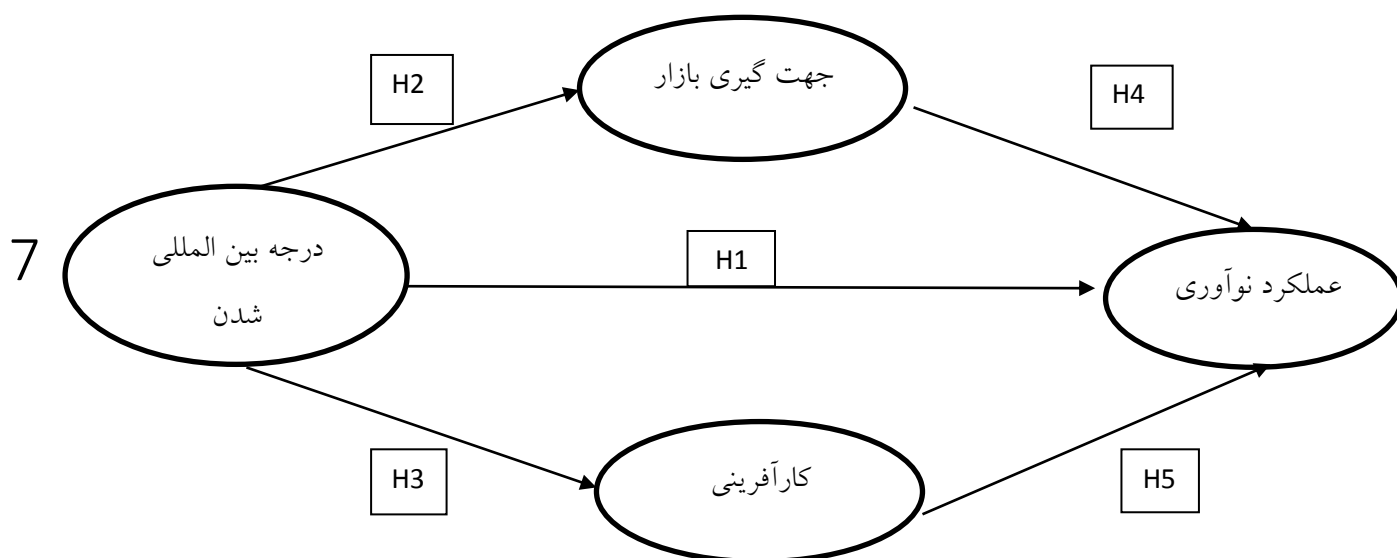 جهت گیری بازار
H2
H4
7
درجه بین المللی
شدن
H1
عملکرد نوآوری
H3
کارآفرینی
H5